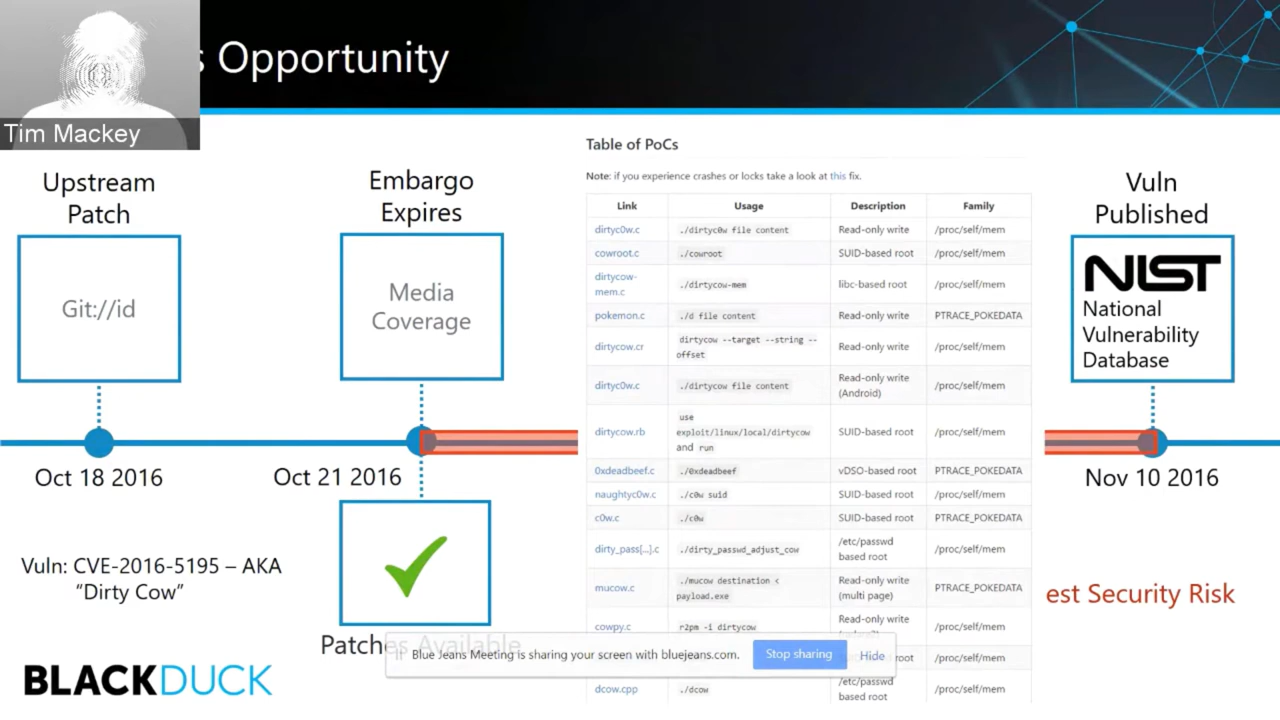 s Opportunity
Tim Mackey
Upstream
Patch
Git://id
Oct 18 2016
Embargo
Expires
Media
Coverage
Oct 21 2016
Patches Available
Vuln: CVE-2016-5195 – AKA
“Dirty Cow”
BLACKDUCK
Table of PoCs
Note: if you experience crashes or locks take a look at this fix.
Link Usage Description Family
dirtyc0w.c ./dirtyc0w file content Read-only write /proc/self/mem
cowroot.c ./cowroot SUID-based root /proc/self/mem
dirtycow-
mem.c ./dirtycow-mem libc-based root /proc/self/mem
pokemon.c ./d file content Read-only write PTRACE_POKEDATA
dirtycow.cr dirtycow --target --string --
offset Read-only write /proc/self/mem
dirtyc0w.c ./dirtycow file content Read-only write
(Android) /proc/self/mem
dirtycow.rb use
exploit/linux/local/dirtycow
and run SUID-based root /proc/self/mem
0xdeadbeef.c ./0xdeadbeef vDSO-based root PTRACE_POKEDATA
naughtyc0w.c ./c0w suid SUID-based root /proc/self/mem
c0w.c ./c0w SUID-based root PTRACE_POKEDATA
dirty_pass[...].c ./dirty_passwd_adjust_cow /etc/passwd
based root /proc/self/mem
mucow.c ./mucow destination <
payload.exe Read-only write
(multi page) PTRACE_POKEDATA
cowpy.c r2pm -i dirtycow Read-only write
/proc/self/mem
root /proc/self/mem
dcow.cpp ./dcow /etc/passwd
based root /proc/self/mem
Blue Jeans Meeting is sharing your screen with bluejeans.com. Stop sharing Hide
Vuln
Published
NIST
National
Vulnerability
Database
Nov 10 2016
est Security Risk